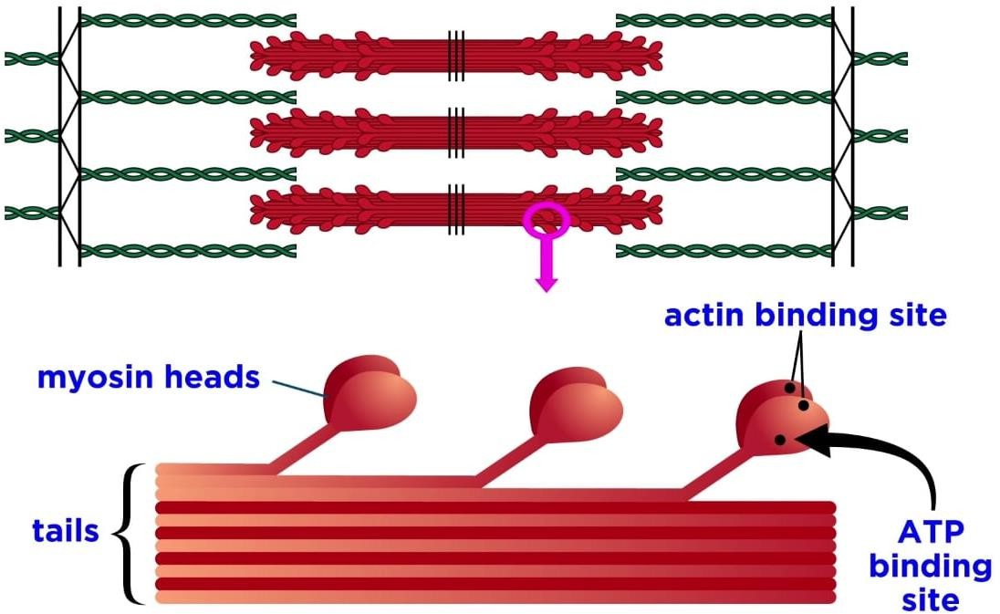 actin binding site
myosin heads
tails
ATP
binding
site